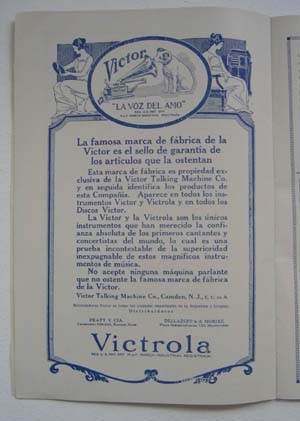 Victor
"LA VOZ DEL AMO"
La famosa marca de fábrica de la
Victor es el sello de garantía de
los artículos que la ostentan
Esta marca de fábrica es propiedad ex-
clusiva de la Victor Talking Machine Co.
y en seguida identifica los productos de
esta Compañía. Aparece en todos los ins-
trumentos Victor y Victrola y en todos los
Discos Victor.
La Victor y la Victrola son los únicos
instrumentos que han merecido la con-
fianza absoluta de los primeros cantantes y
concertistas del mundo, lo cual es una
prueba incontestable de la superioridad
inexpugnable de estos magníficos instru-
mentos de música.
No acepte ninguna máquina parlante
que no ostente la famosa marca de fábrica
de la Victor.
Victor Talking Machine Co., Camden, N. J., E. U. de A.
Distribuidores
PRATT Y CIA.
Victrola